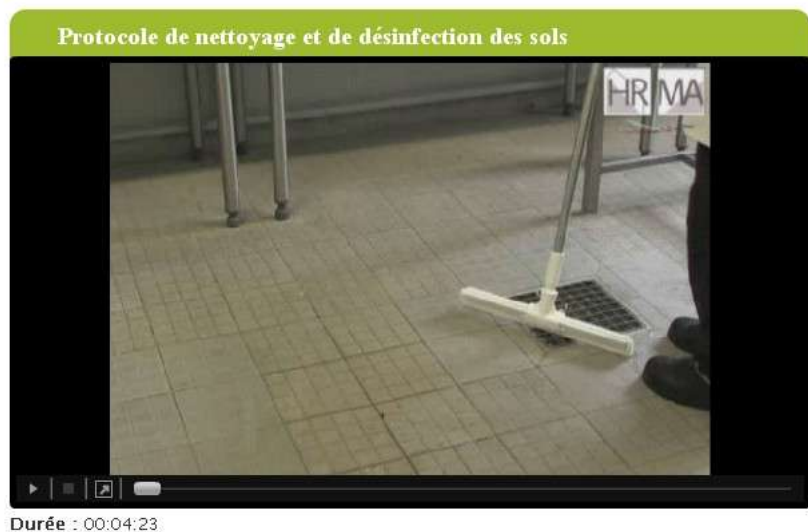 Protocole de nettoyage et de désinfection des sols
HRMA
Durée : 00:04:23